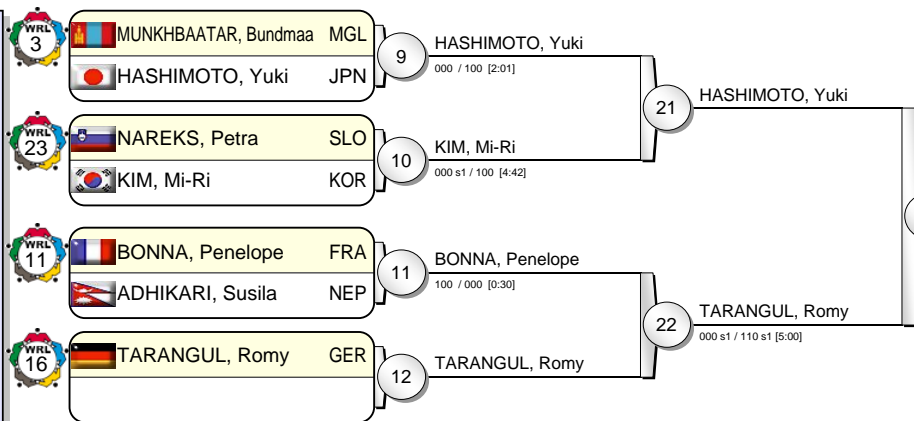 WRL
3
MUNKHBAATAR, Bundmaa MGL
HASHIMOTO, Yuki JPN
9
HASHIMOTO, Yuki
000 / 100 [2:01]
21
HASHIMOTO, Yuki
WRL
23
NAREKS, Petra SLO
KIM, Mi-Ri KOR
10
KIM, Mi-Ri
000 s1 / 100 [4:42]
WRL
11
BONNA, Penelope FRA
ADHIKARI, Susila NEP
11
BONNA, Penelope
100 / 000 [0:30]
22
TARANGUL, Romy
000 s1 / 110 s1 [5:00]
WRL
16
TARANGUL, Romy GER
12
TARANGUL, Romy